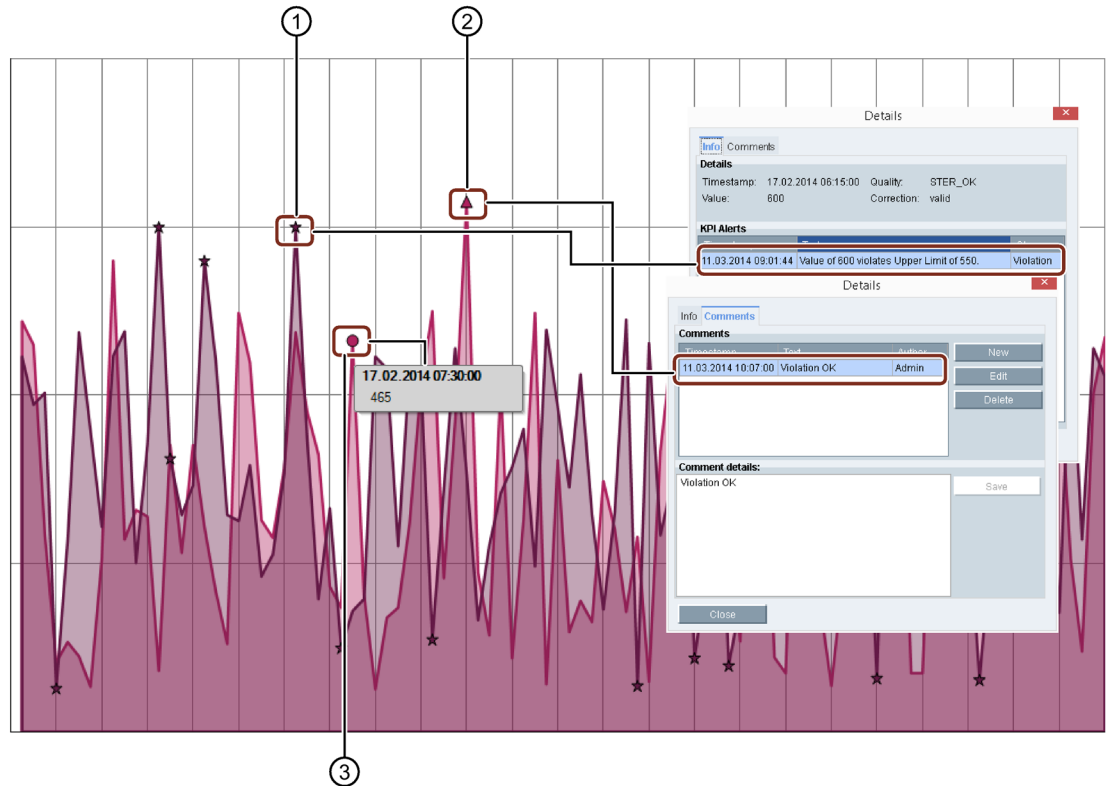 1
2
Details
Info Comments
Details
Timestamp: 17.02.2014 06:15:00 Quality: STER_OK
Value: 600 Correction: valid
KPI Alerts
11.03.2014 09:01:44 Value of 600 violates Upper Limit of 550. Violation
Details
Info Comments
Comments
Timestamp Text Author
New
11.03.2014 10:07:00 Violation OK Admin
Edit
Delete
17.02.2014 07:30:00
465
Comment details:
Violation OK
Save
Close
3